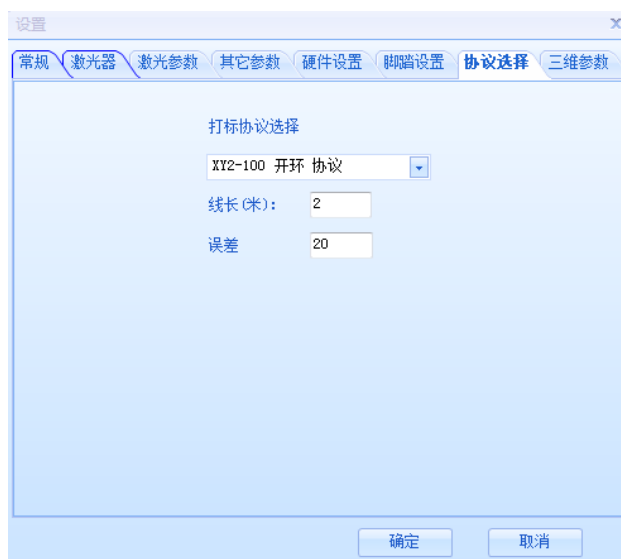 设置
常规 激光器 激光参数 其它参数 硬件设置 脚踏设置 协议选择 三维参数
打标协议选择
XY2-100 开环 协议
线长(米): 2
误差 20
确定 取消